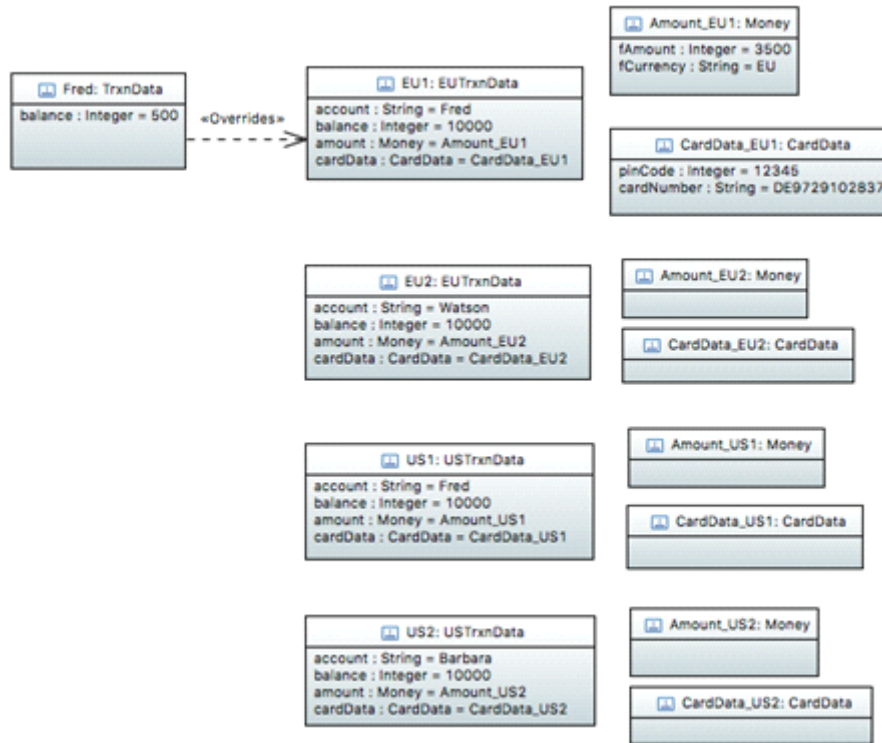 Amount_EU1: Money
fAmount : Integer = 3500
fCurrency : String = EU
Fred: TrxnData
balance : Integer = 500
«Overrides»
EU1: EUTrxnData
account : String = Fred
balance : Integer = 10000
amount : Money = Amount_EU1
cardData : CardData = CardData_EU1
CardData_EU1: CardData
pinCode : Integer = 12345
cardNumber : String = DE9729102837
EU2: EUTrxnData
account : String = Watson
balance : Integer = 10000
amount : Money = Amount_EU2
cardData : CardData = CardData_EU2
Amount_EU2: Money
CardData_EU2: CardData
US1: USTrxnData
account : String = Fred
balance : Integer = 10000
amount : Money = Amount_US1
cardData : CardData = CardData_US1
Amount_US1: Money
CardData_US1: CardData
US2: USTrxnData
account : String = Barbara
balance : Integer = 10000
amount : Money = Amount_US2
cardData : CardData = CardData_US2
Amount_US2: Money
CardData_US2: CardData